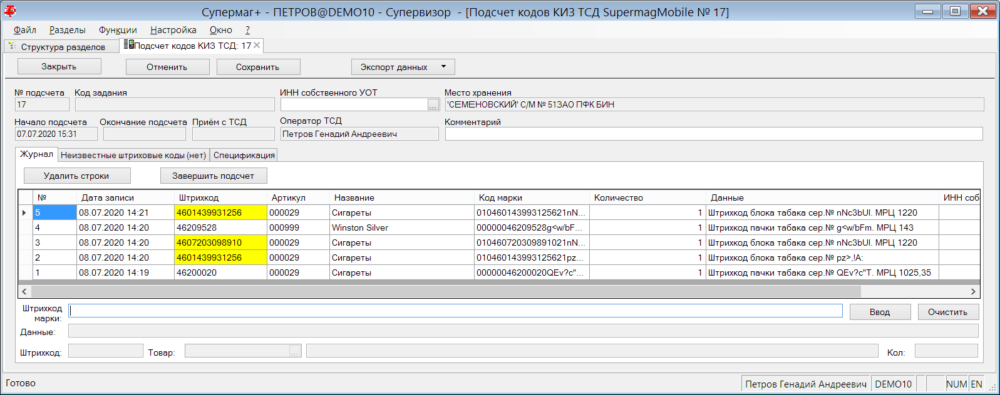 Супермаг+ - ПЕТРОВ@DEMO10 - Супервизор - [Подсчет кодов КИЗ ТСД SupermagMobile № 17]
Файл Разделы Функции Настройка Окно ?
Структура разделов Подсчет кодов КИЗ ТСД: 17
Закрыть Отменить Сохранить Экспорт данных
№ подсчета Код задания ИНН собственного УОТ Место хранения
17 ... 'СЕМЕНОВСКИЙ' С/М № 51ЗАО ПФК БИН
Начало подсчета Окончание подсчета Приём с ТСД Оператор ТСД Комментарий
07.07.2020 15:31 Петров Генадий Андреевич
Журнал Неизвестные штриховые коды (нет) Спецификация
Удалить строки Завершить подсчет
№ Дата записи Штрихкод Артикул Название Код марки Количество Данные ИНН соб
5 08.07.2020 14:21 4601439931256 000029 Сигареты 010460143993125621nN... 1 Штрихкод блока табака сер.№ nNc3bUl. МРЦ 1220
4 08.07.2020 14:20 46209528 000999 Winston Silver 00000046209528g<w/bF... 1 Штрихкод пачки табака сер.№ g<w/bFm. МРЦ 143
3 08.07.2020 14:20 4607203098910 000029 Сигареты 010460720309891021nN... 1 Штрихкод блока табака сер.№ nNc3bUl. МРЦ 1220
2 08.07.2020 14:20 4601439931256 000029 Сигареты 010460143993125621pz... 1 Штрихкод блока табака сер.№ pz>,!A:
1 08.07.2020 14:19 46200020 000029 Сигареты 00000046200020QEv?c"... 1 Штрихкод пачки табака сер.№ QEv?c"T. МРЦ 1025,35
Штрихкод
марки: Ввод Очистить
Данные:
Штрихкод: Товар: ... Кол:
Готово Петров Генадий Андреевич DEMO10 NUM EN